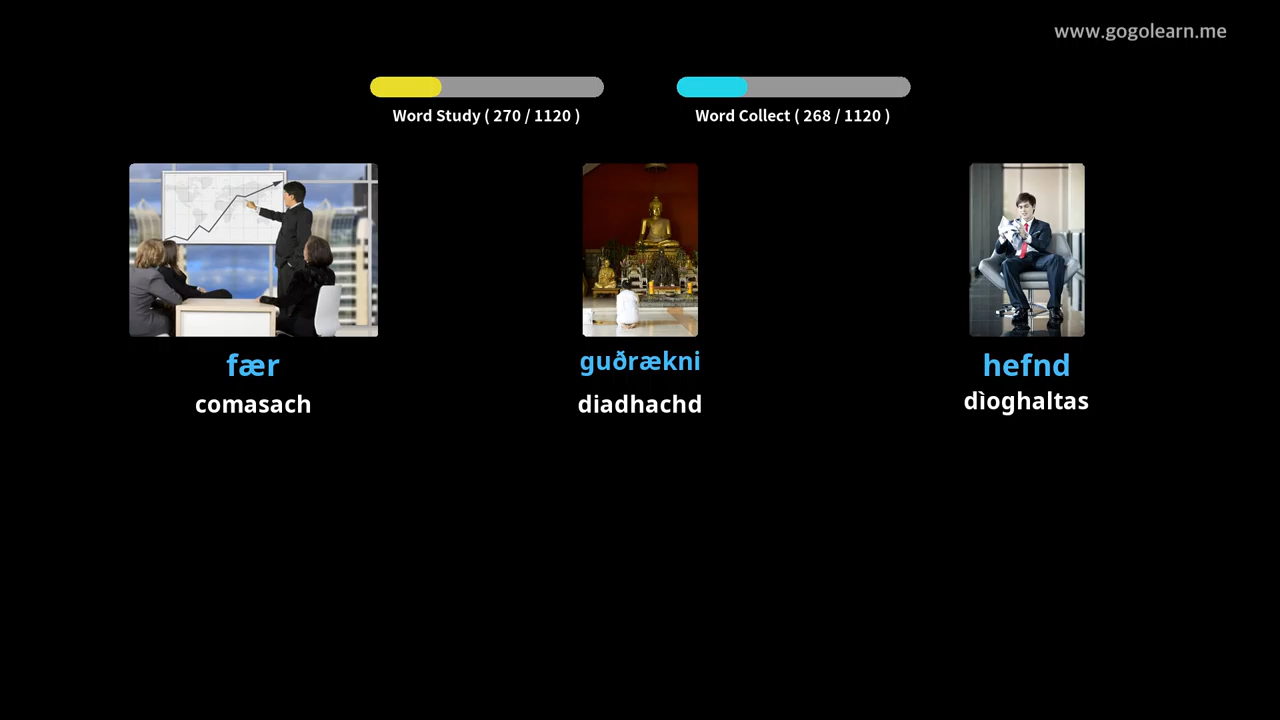 www.gogolearn.me
Word Study ( 270 / 1120 )
Word Collect ( 268 / 1120 )
fær
guðrækni
hefnd
comasach
diadhachd
dìoghaltas